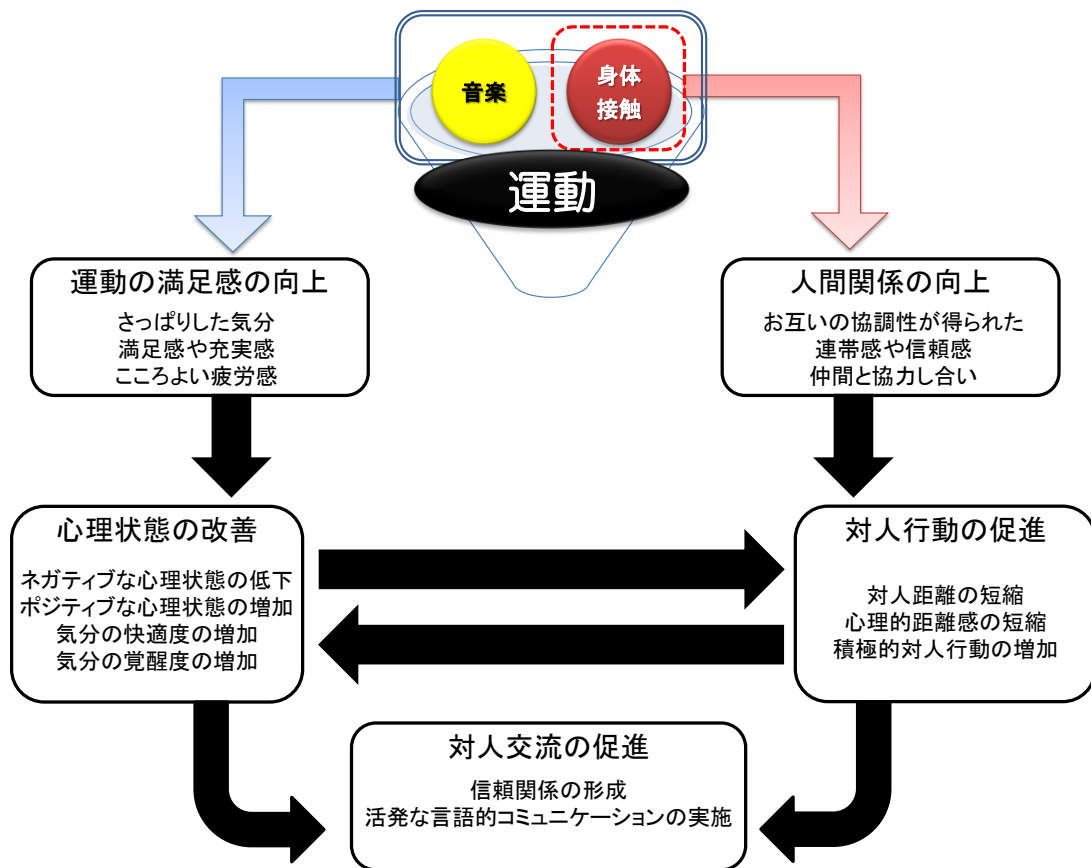 音楽
身体
接触
運動
運動の満足感の向上
さっぱりした気分
満足感や充実感
こころよい疲労感
人間関係の向上
お互いの協調性が得られた
連帯感や信頼感
仲間と協力し合い
心理状態の改善
ネガティブな心理状態の低下
ポジティブな心理状態の増加
気分の快適度の増加
気分の覚醒度の増加
対人行動の促進
対人距離の短縮
心理的距離感の短縮
積極的対人行動の増加
対人交流の促進
信頼関係の形成
活発な言語的コミュニケーションの実施